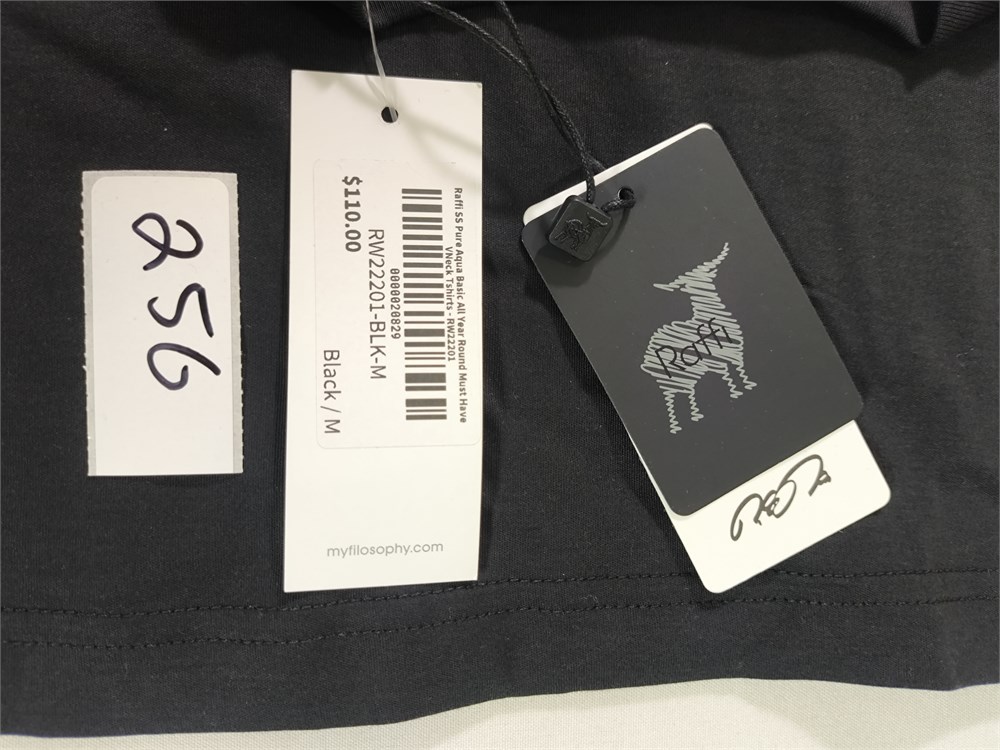 256
Raffi SS Pure Aqua Basic All Year Round Must Have
VNeck Tshirts - RW22201
0000020829
RW22201-BLK-M
$110.00
Black / M
myfilosophy.com
Raffi